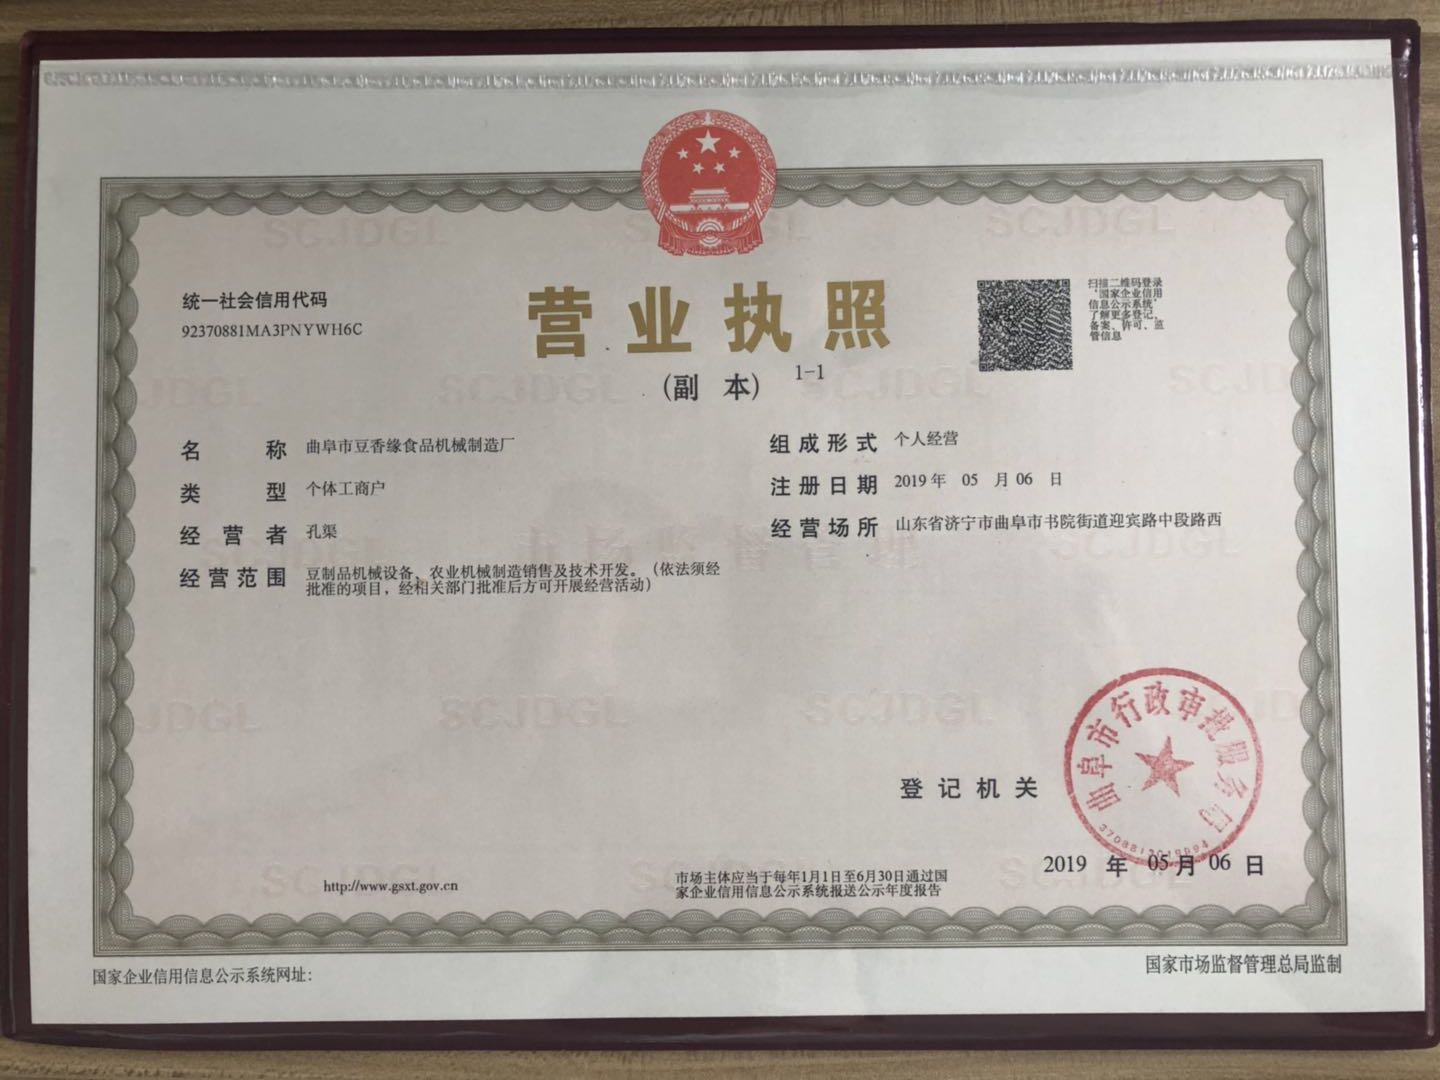 统一社会信用代码
92370881MA3PNYWH6C
营业执照
(副 本) 1-1
扫描二维码登录
“国家企业信用
信息公示系统”
了解更多登记、
备案、许可、监
管信息
名 称 曲阜市豆香缘食品机械制造厂
类 型 个体工商户
经 营 者 孔渠
经营范围 豆制品机械设备、农业机械制造销售及技术开发。(依法须经
批准的项目，经相关部门批准后方可开展经营活动)
组成形式 个人经营
注册日期 2019 年 05 月 06 日
经营场所 山东省济宁市曲阜市书院街道迎宾路中段路西
登记机关
曲阜市行政审批服务局
2019 年 05 月 06 日
http://www.gsxt.gov.cn
市场主体应当于每年1月1日至6月30日通过国
家企业信用信息公示系统报送公示年度报告
国家企业信用信息公示系统网址：
国家市场监督管理总局监制
SCJDGL
市场监督管理